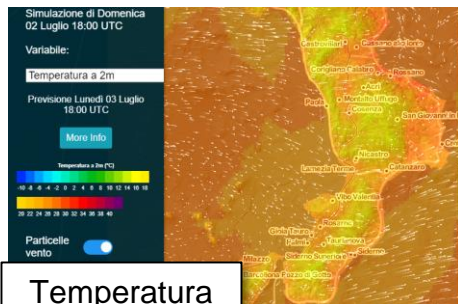 Simulazione di Domenica
02 Luglio 18:00 UTC
Variabile:
Temperatura a 2m
Previsione Lunedì 03 Luglio
18:00 UTC
More Info
Temperatura a 2m (°C)
-10 -8 -6 -4 -2 0 2 4 6 8 10 12 14 16 18
20 22 24 26 28 30 32 34 36 38 40
Particelle
vento
Temperatura
Castrovillari
Corigliano Calabro
Rossano
Acri
Paola
Montalto Uffugo
Cosenza
San Giovanni in
Nicastro
Lamezia Terme
Catanzaro
Vibo Valentia
Rosarno
Gioia Tauro
Taurianova
Palmi
Siderno Superiore
Siderno
Milazzo
Barcellona Pozzo di Gotto